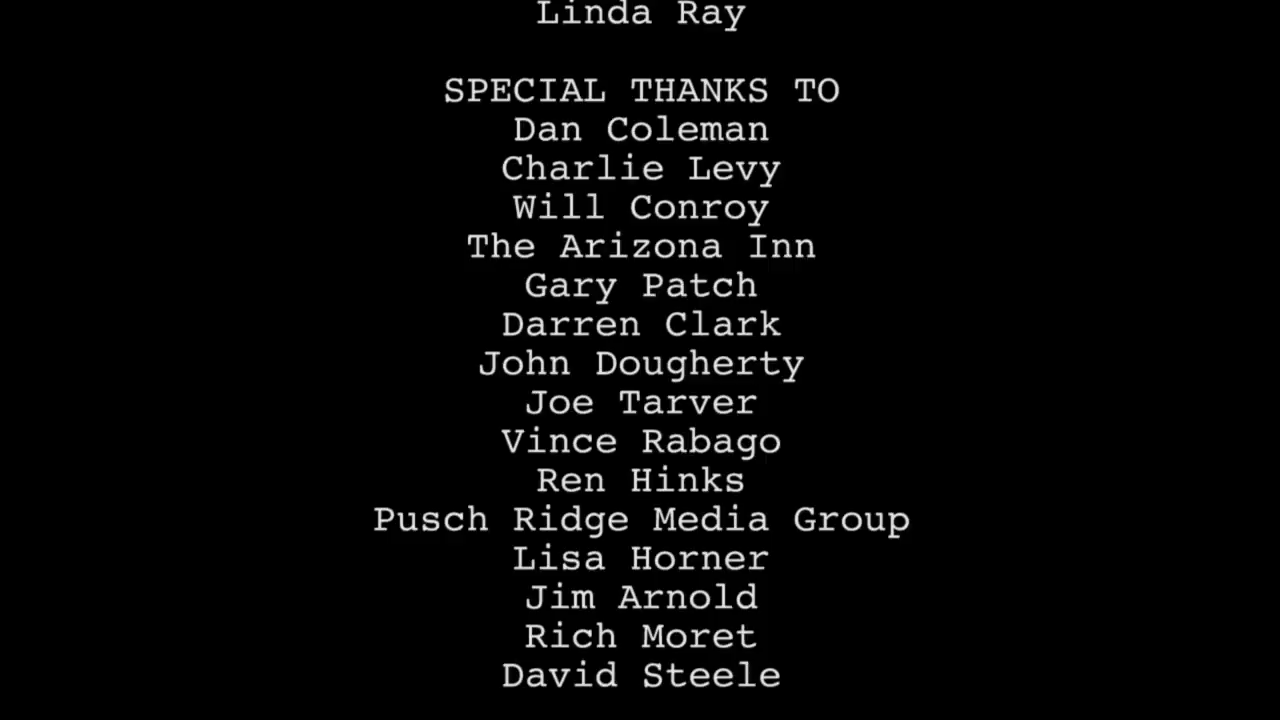 Linda Ray
SPECIAL THANKS TO
Dan Coleman
Charlie Levy
Will Conroy
The Arizona Inn
Gary Patch
Darren Clark
John Dougherty
Joe Tarver
Vince Rabago
Ren Hinks
Pusch Ridge Media Group
Lisa Horner
Jim Arnold
Rich Moret
David Steele